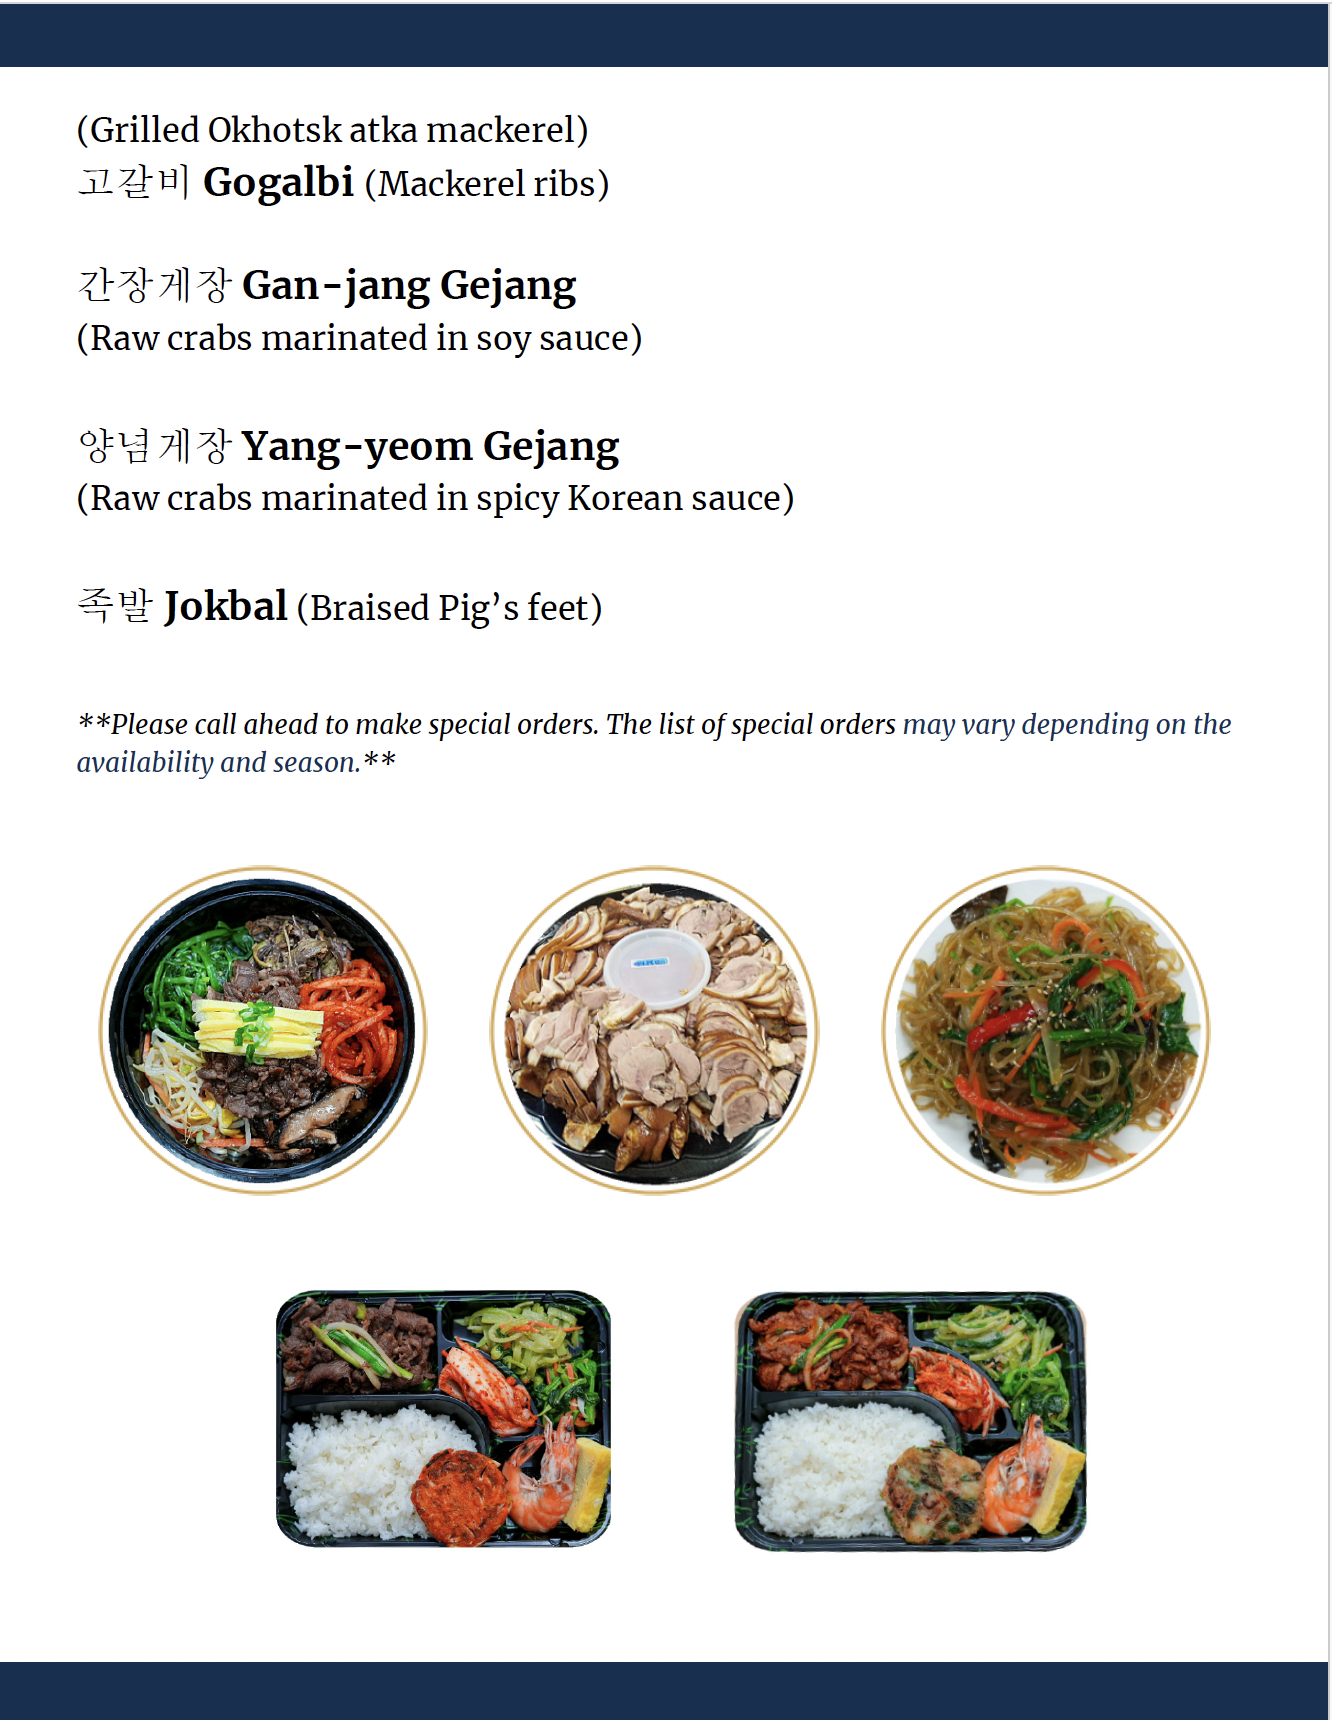 (Grilled Okhotsk atka mackerel)
고갈비 Gogalbi (Mackerel ribs)
간장게장 Gan-jang Gejang
(Raw crabs marinated in soy sauce)
양념게장 Yang-yeom Gejang
(Raw crabs marinated in spicy Korean sauce)
족발 Jokbal (Braised Pig’s feet)
**Please call ahead to make special orders. The list of special orders may vary depending on the
availability and season.**